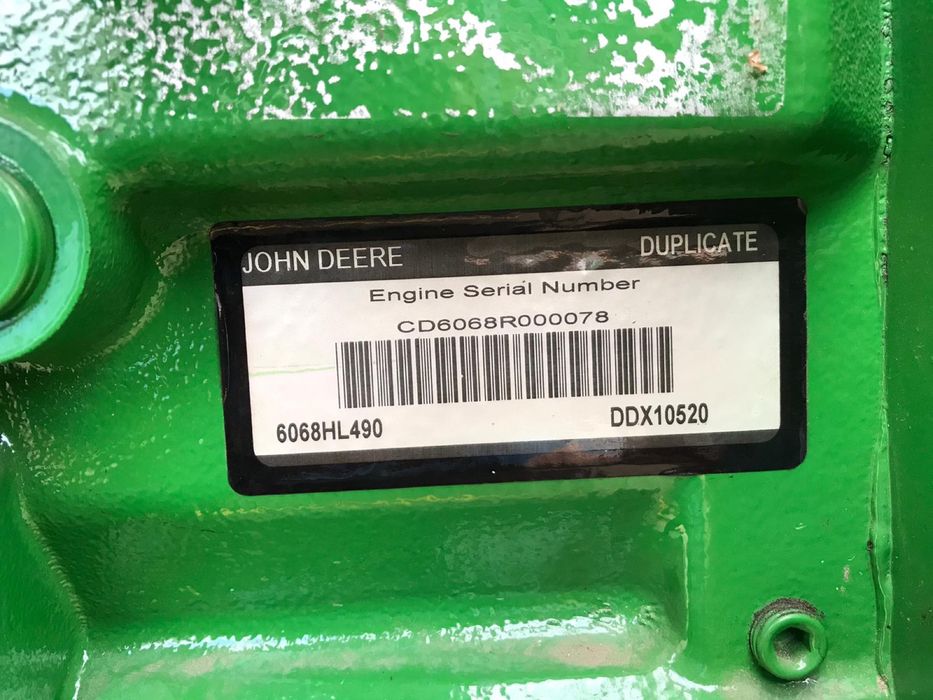 JOHN DEERE
DUPLICATE
Engine Serial Number
CD6068R000078
6068HL490
DDX10520